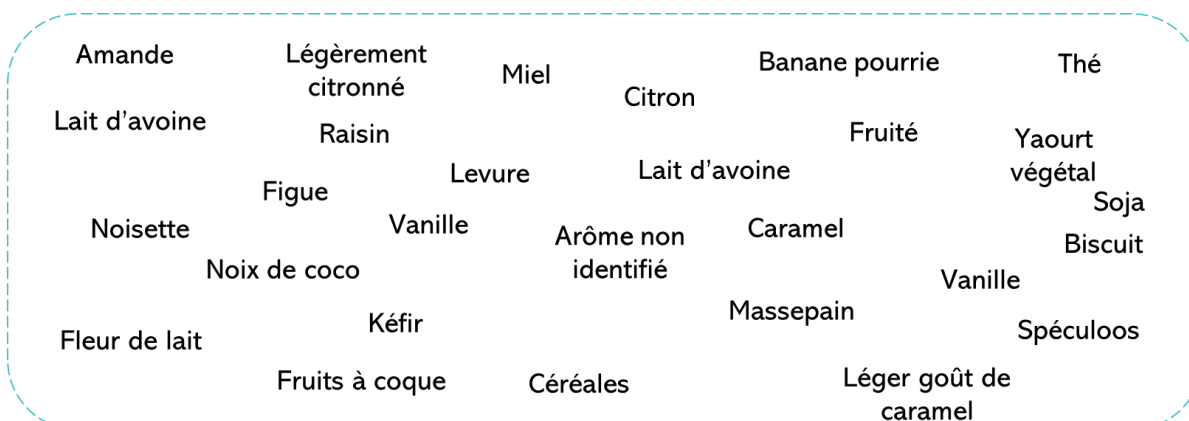 Amande
Légèrement
citronné
Miel
Citron
Banane pourrie
Thé
Lait d’avoine
Raisin
Fruité
Yaourt
végétal
Levure
Lait d’avoine
Figue
Soja
Noisette
Vanille
Arôme non
identifié
Caramel
Biscuit
Noix de coco
Vanille
Massepain
Kéfir
Spéculoos
Fleur de lait
Fruits à coque
Céréales
Léger goût de
caramel